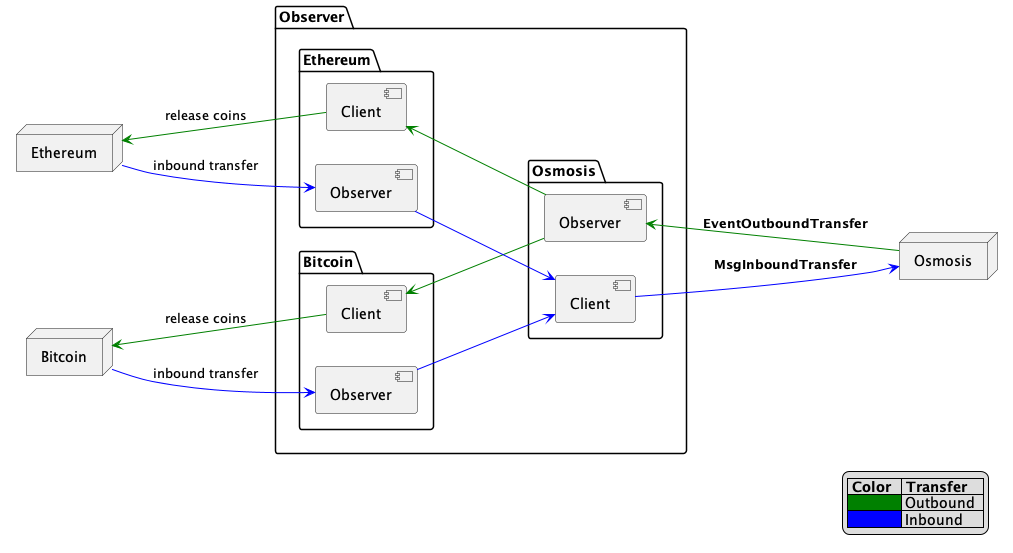 Observer
Ethereum
Client
release coins
Ethereum
inbound transfer
Observer
Osmosis
Observer
EventOutboundTransfer
Osmosis
MsgInboundTransfer
Client
Bitcoin
Client
release coins
Bitcoin
inbound transfer
Observer
Color Transfer
Outbound
Inbound